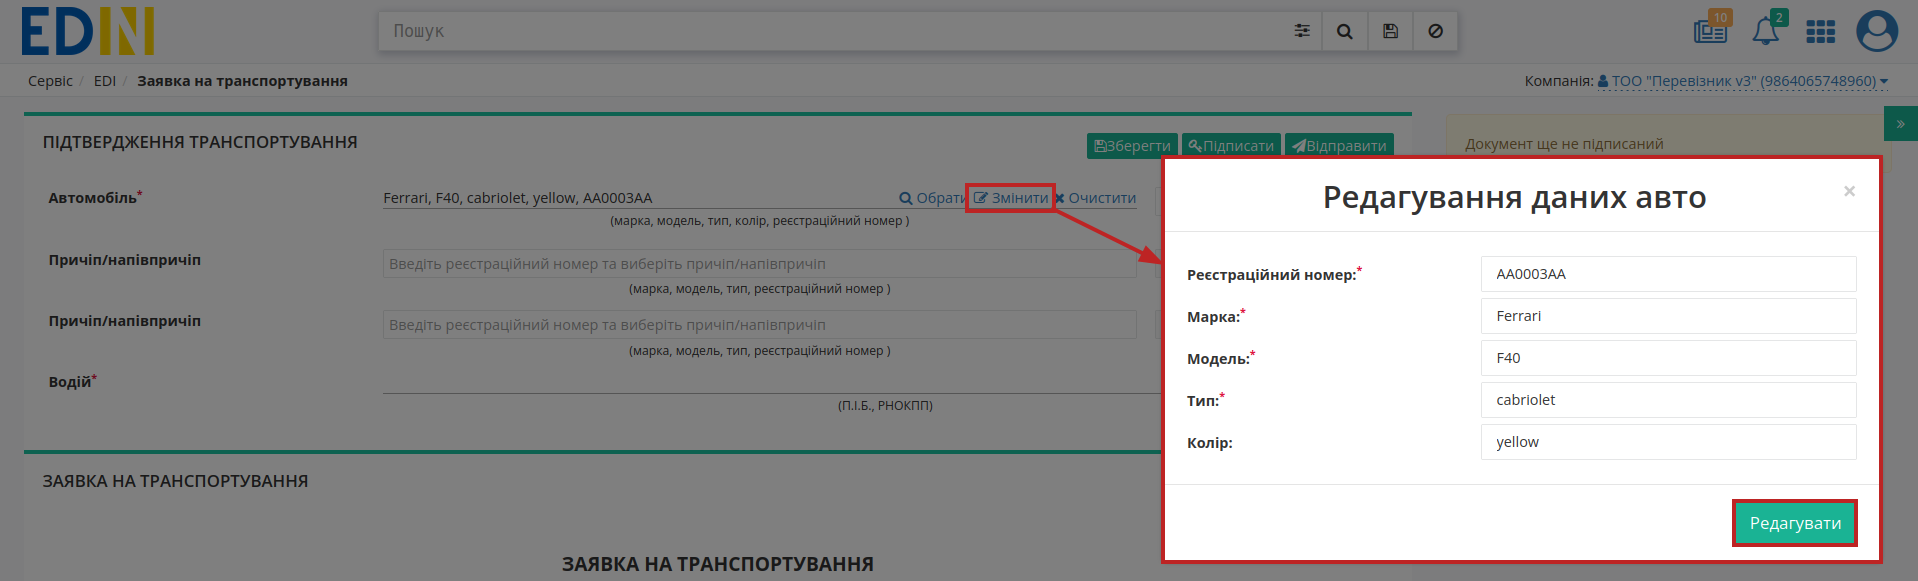 EDIN
Пошук
10
2
Сервіс / EDI / Заявка на транспортування
Компанія: ТОО "Перевізник v3" (9864065748960)
»
ПІДТВЕРДЖЕННЯ ТРАНСПОРТУВАННЯ
Зберегти Підписати Відправити
Документ ще не підписаний
Автомобіль*
Ferrari, F40, cabriolet, yellow, AA0003AA
Обрати Змінити Очистити
(марка, модель, тип, колір, реєстраційний номер )
Причіп/напівпричіп
Введіть реєстраційний номер та виберіть причіп/напівпричіп
(марка, модель, тип, реєстраційний номер )
Причіп/напівпричіп
Введіть реєстраційний номер та виберіть причіп/напівпричіп
(марка, модель, тип, реєстраційний номер )
Водій*
(П.І.Б., РНОКПП)
ЗАЯВКА НА ТРАНСПОРТУВАННЯ
ЗАЯВКА НА ТРАНСПОРТУВАННЯ
Редагування даних авто
×
Реєстраційний номер:* AA0003AA
Марка:* Ferrari
Модель:* F40
Тип:* cabriolet
Колір: yellow
Редагувати